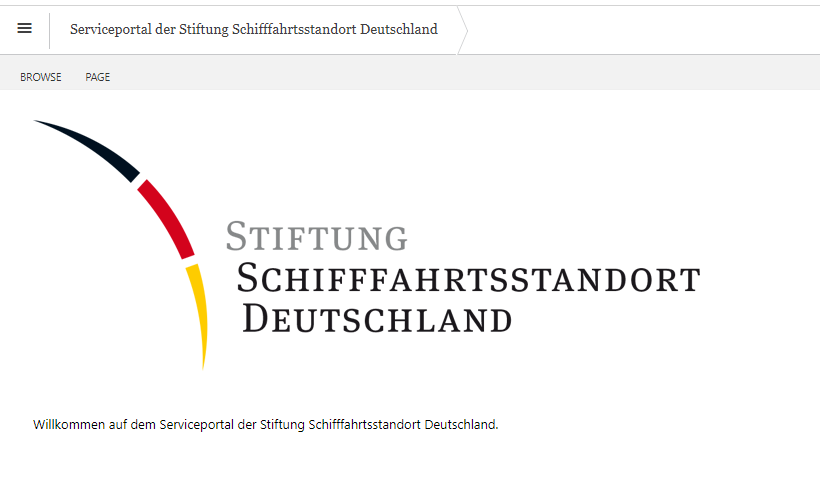 Serviceportal der Stiftung Schifffahrtsstandort Deutschland
BROWSE PAGE
STIFTUNG
SCHIFFFAHRTSSTANDORT
DEUTSCHLAND
Willkommen auf dem Serviceportal der Stiftung Schifffahrtsstandort Deutschland.